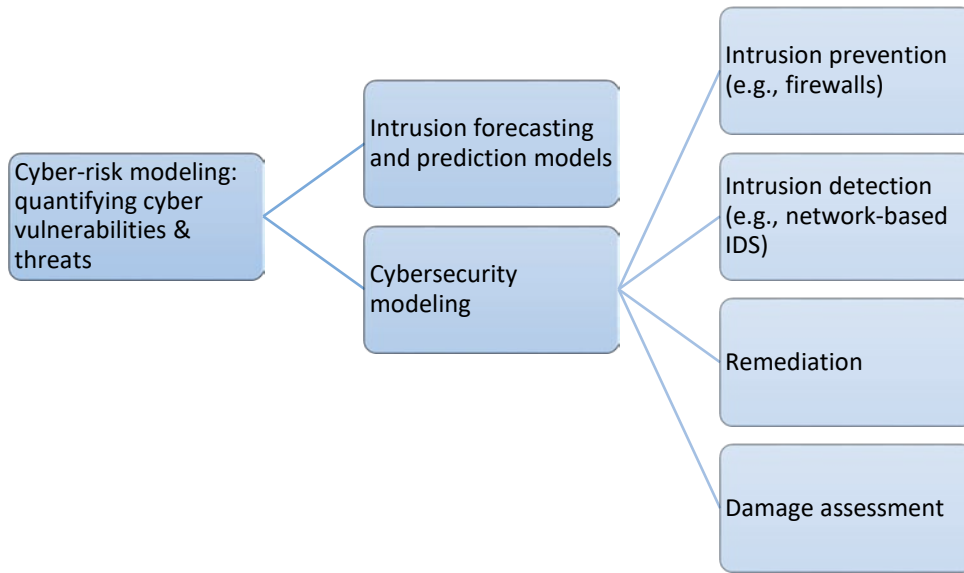 Cyber-risk modeling:
quantifying cyber
vulnerabilities &
threats
Intrusion forecasting
and prediction models
Cybersecurity
modeling
Intrusion prevention
(e.g., firewalls)
Intrusion detection
(e.g., network-based
IDS)
Remediation
Damage assessment